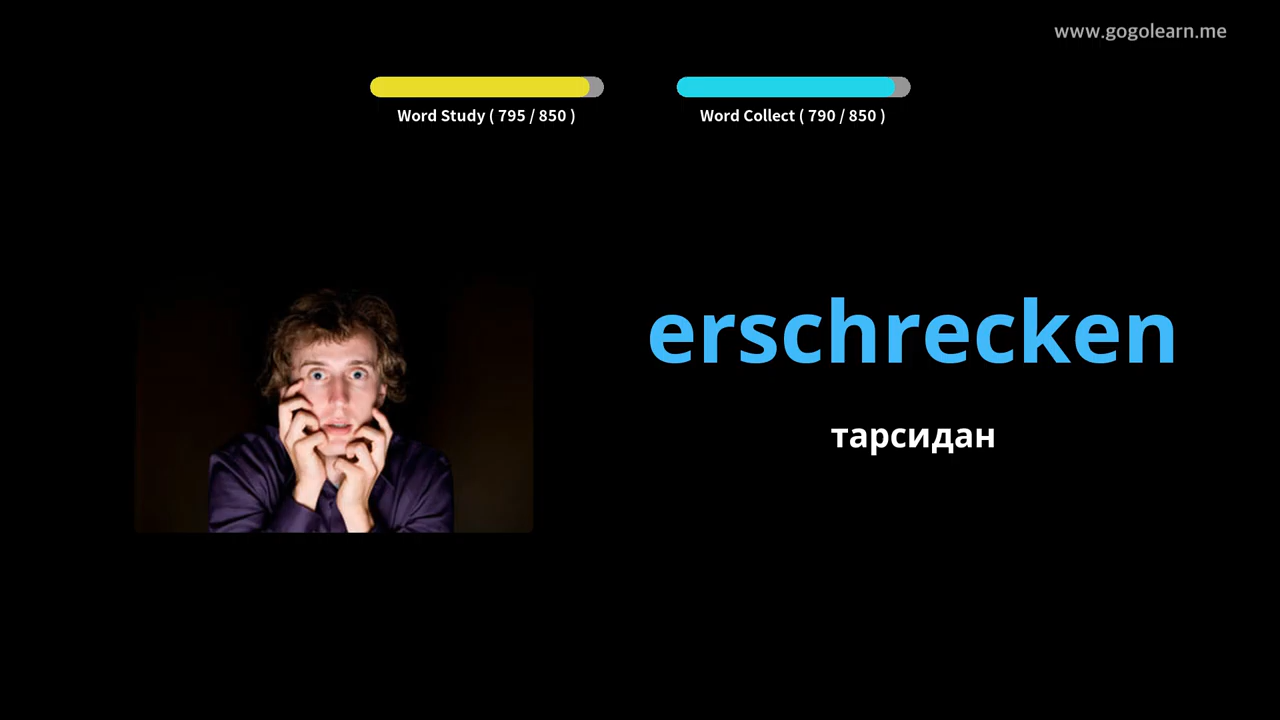 www.gogolearn.me
Word Study ( 795 / 850 )
Word Collect ( 790 / 850 )
erschrecken
тарсидан